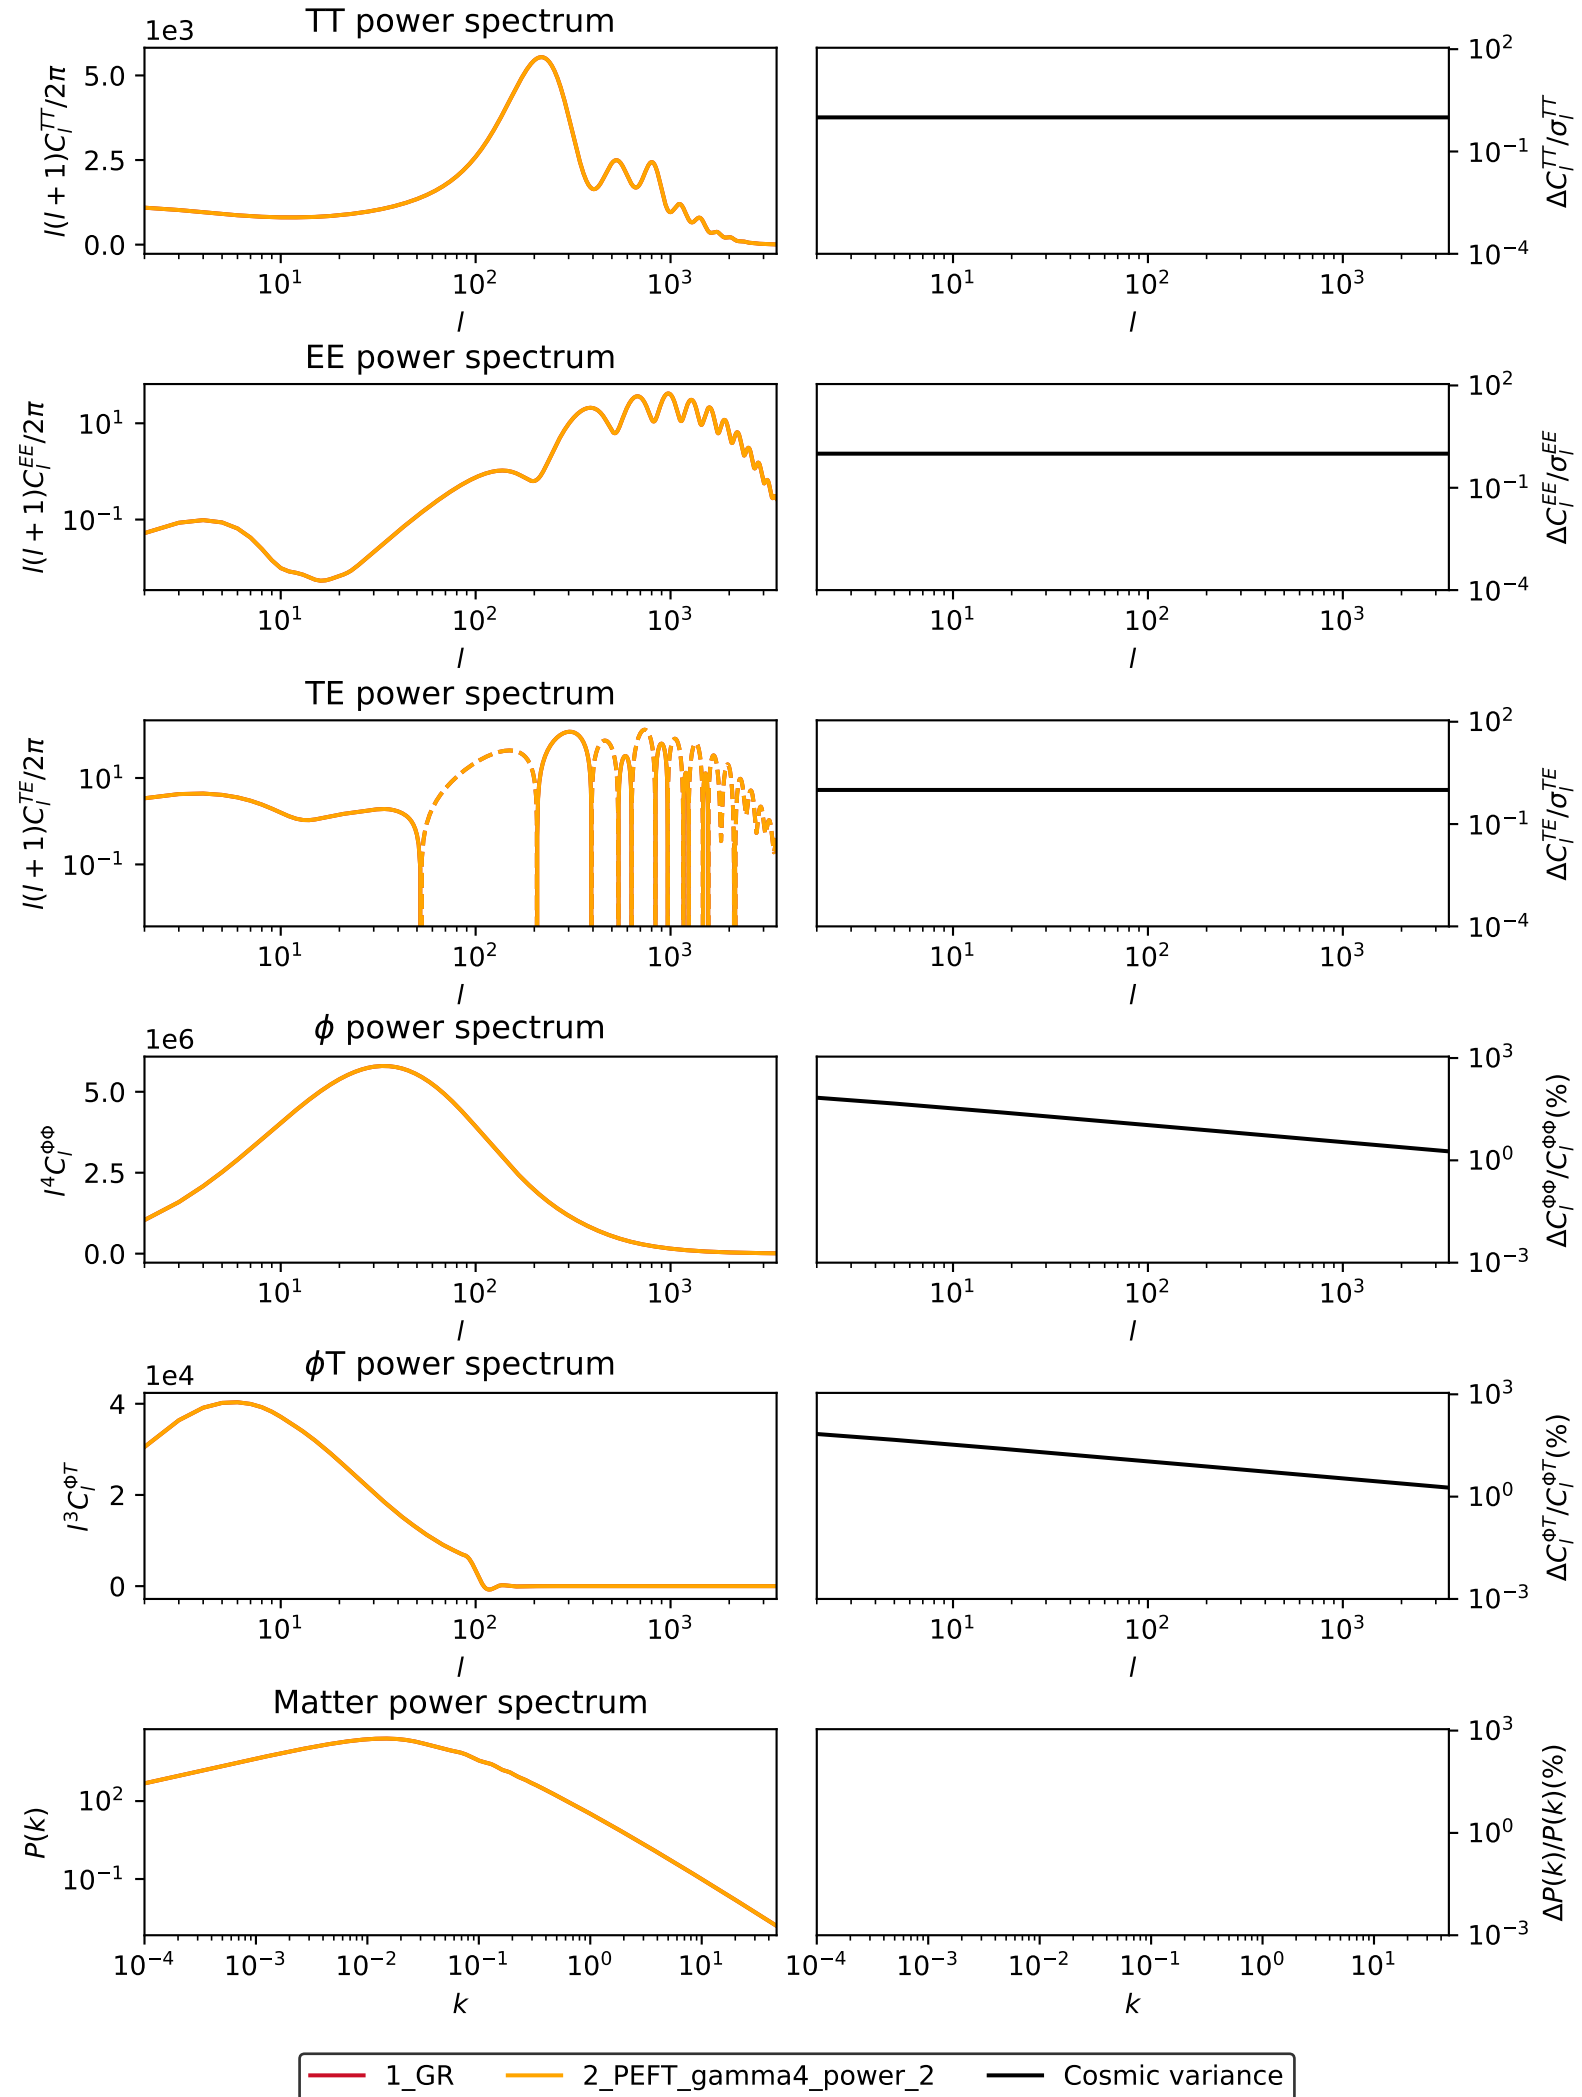 TT power spectrum
1e3
5.0
2.5
0.0
l(l + 1)C_l^{TT}/2π
10^1 10^2 10^3
l
10^2
10^{-1}
10^{-4}
ΔC_l^{TT}/σ_l^{TT}
10^1 10^2 10^3
l
EE power spectrum
10^1
10^{-1}
l(l + 1)C_l^{EE}/2π
10^1 10^2 10^3
l
10^2
10^{-1}
10^{-4}
ΔC_l^{EE}/σ_l^{EE}
10^1 10^2 10^3
l
TE power spectrum
10^1
10^{-1}
l(l + 1)C_l^{TE}/2π
10^1 10^2 10^3
l
10^2
10^{-1}
10^{-4}
ΔC_l^{TE}/σ_l^{TE}
10^1 10^2 10^3
l
ϕ power spectrum
1e6
5.0
2.5
0.0
l^4C_l^{ΦΦ}
10^1 10^2 10^3
l
10^3
10^0
10^{-3}
ΔC_l^{ΦΦ}/C_l^{ΦΦ}(%)
10^1 10^2 10^3
l
ϕT power spectrum
1e4
4
2
0
l^3C_l^{ΦT}
10^1 10^2 10^3
l
10^3
10^0
10^{-3}
ΔC_l^{ΦT}/C_l^{ΦT}(%)
10^1 10^2 10^3
l
Matter power spectrum
10^2
10^{-1}
P(k)
10^{-4} 10^{-3} 10^{-2} 10^{-1} 10^0 10^1
k
10^3
10^0
10^{-3}
ΔP(k)/P(k)(%)
10^{-4} 10^{-3} 10^{-2} 10^{-1} 10^0 10^1
k
1_GR 2_PEFT_gamma4_power_2 Cosmic variance